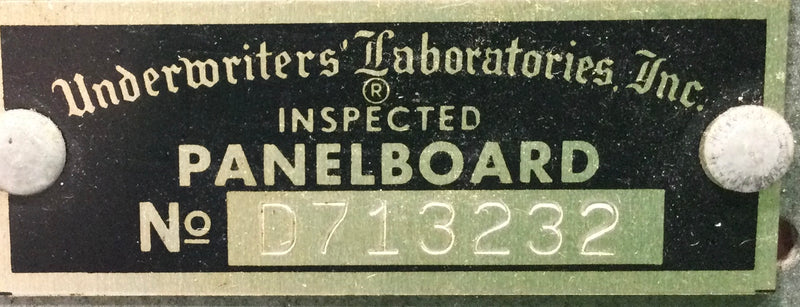 Underwriters' Laboratories, Inc.
®
INSPECTED
PANELBOARD
Nº D713232